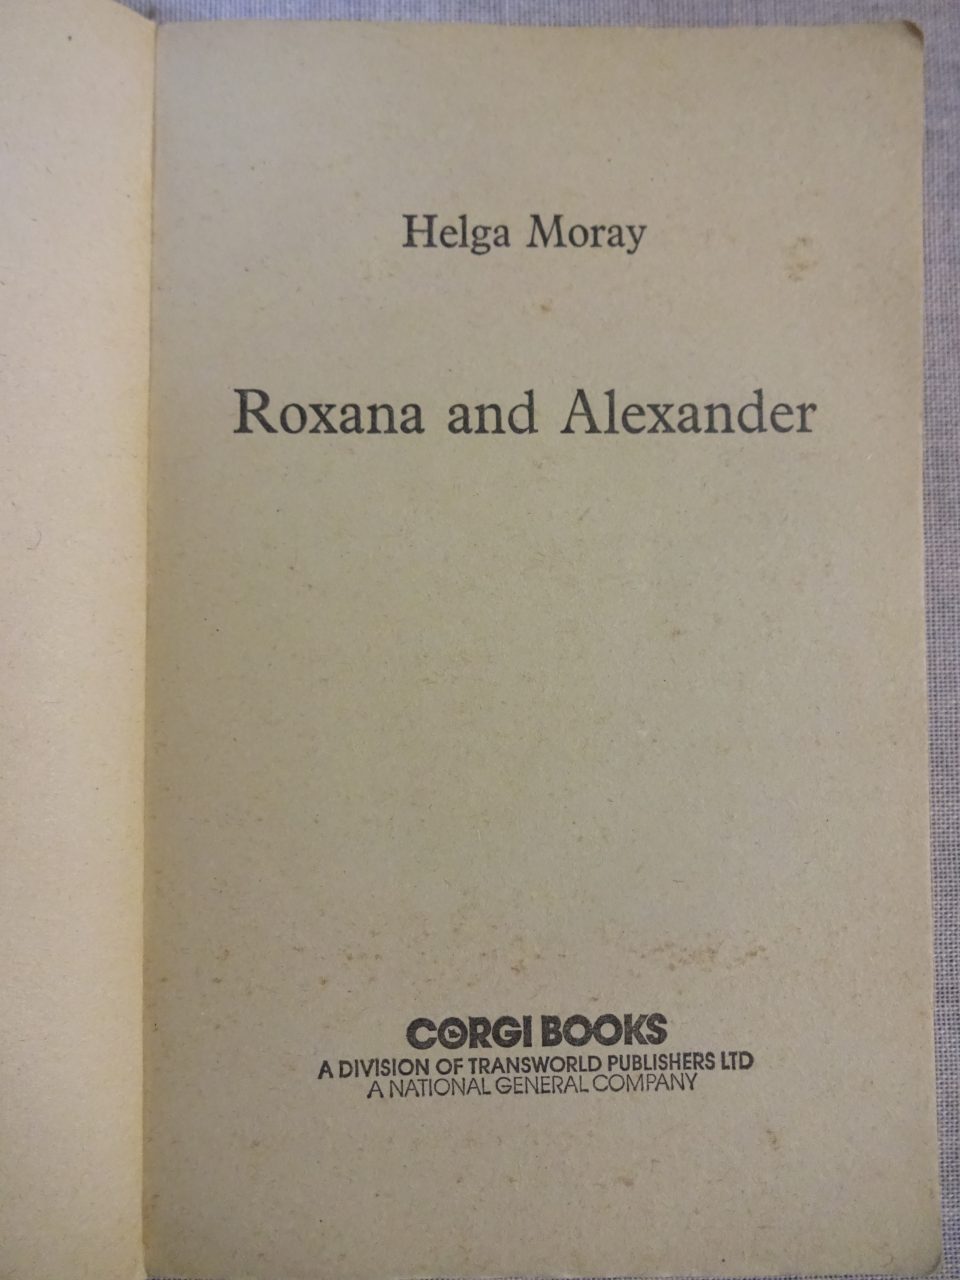 Helga Moray
Roxana and Alexander
CORGI BOOKS
A DIVISION OF TRANSWORLD PUBLISHERS LTD
A NATIONAL GENERAL COMPANY